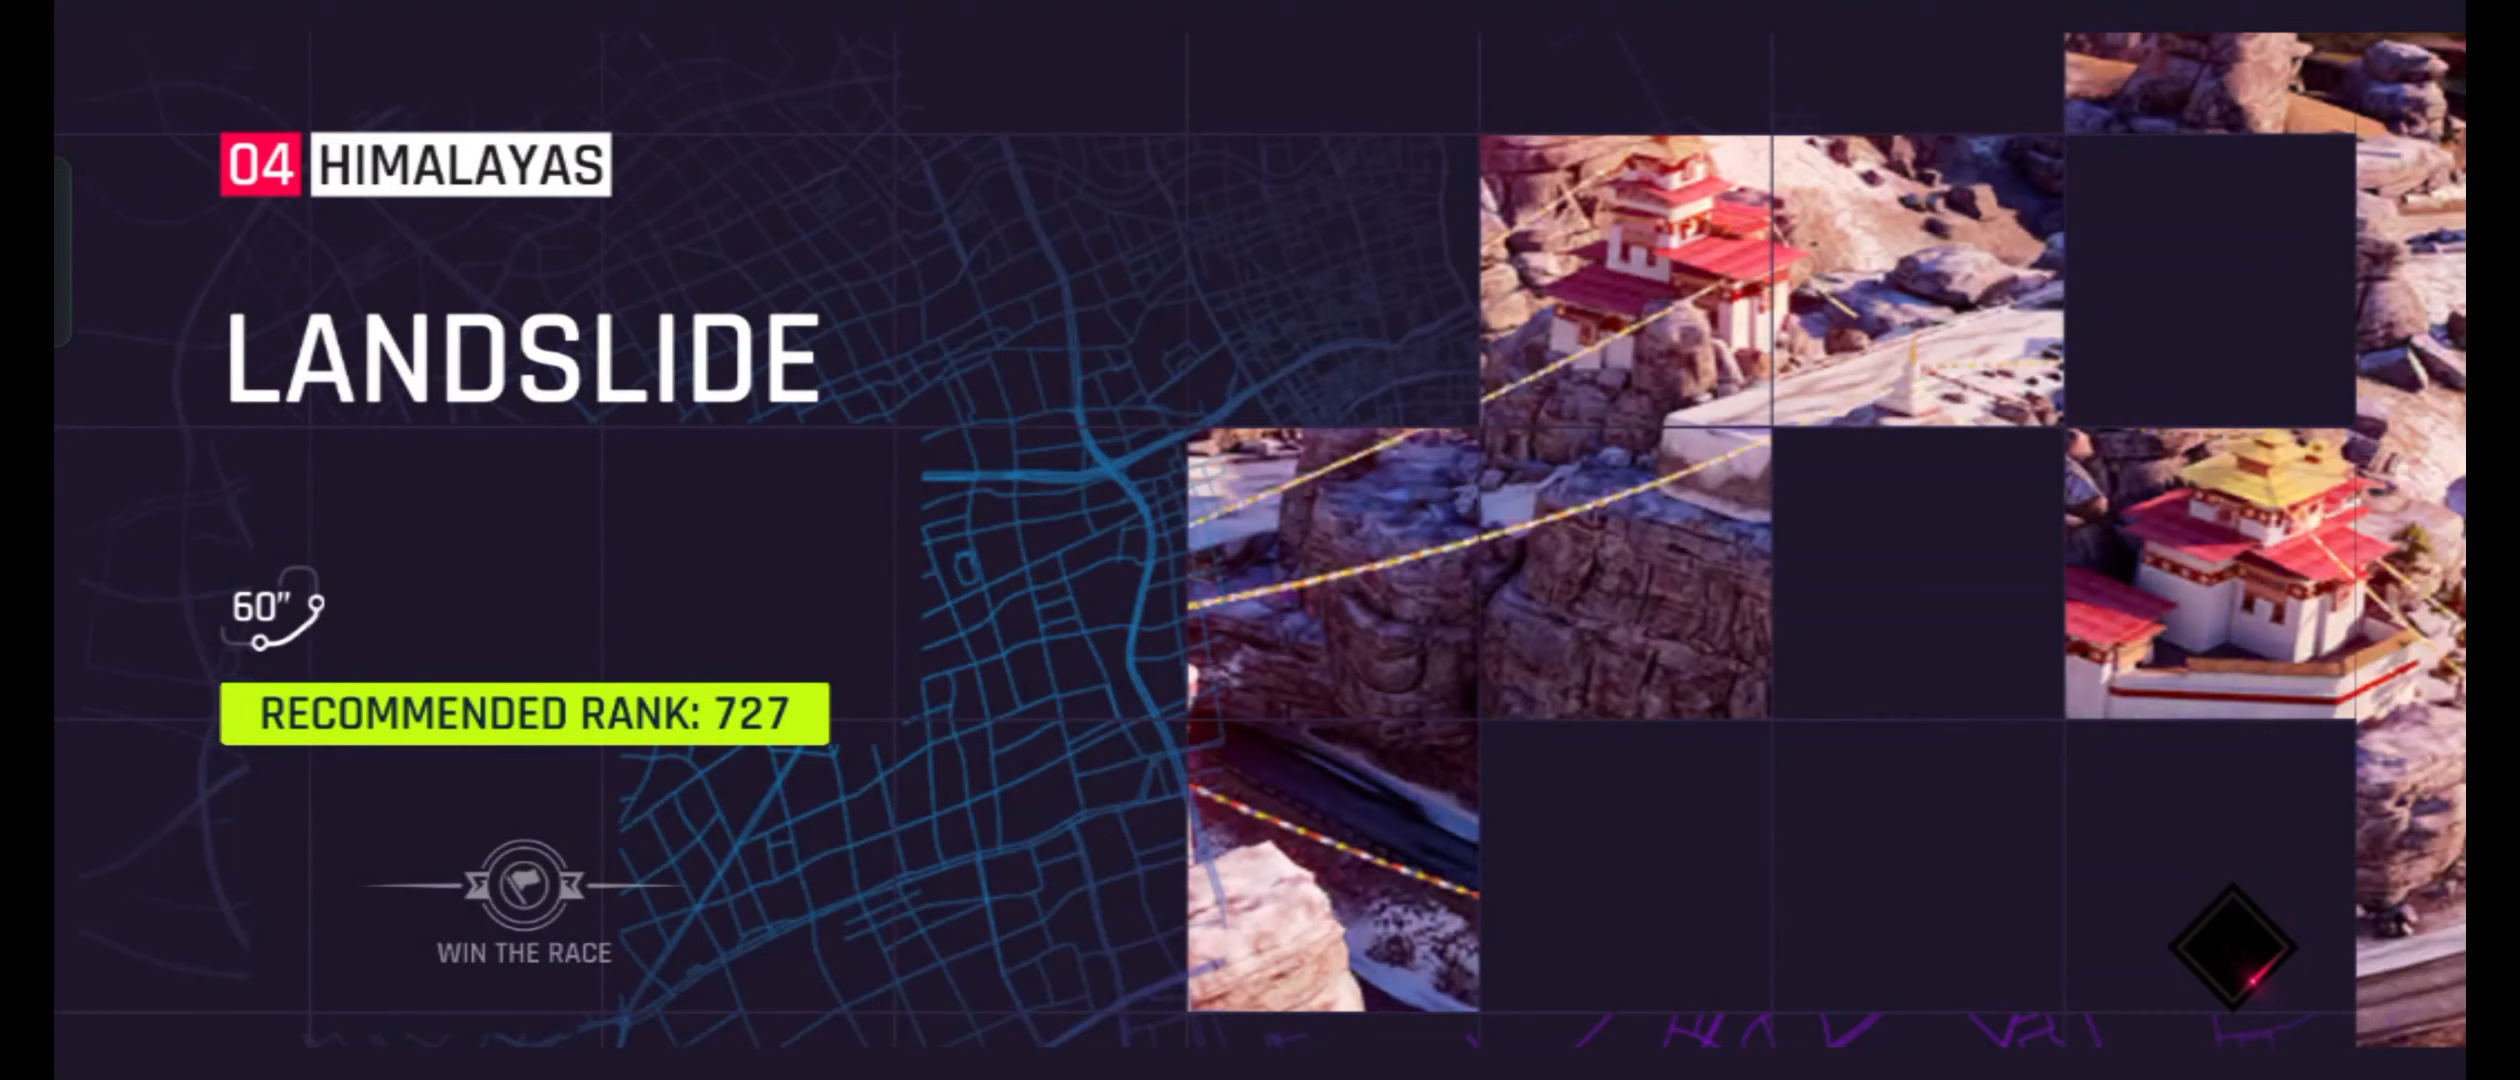 04 HIMALAYAS
LANDSLIDE
60"
RECOMMENDED RANK: 727
WIN THE RACE